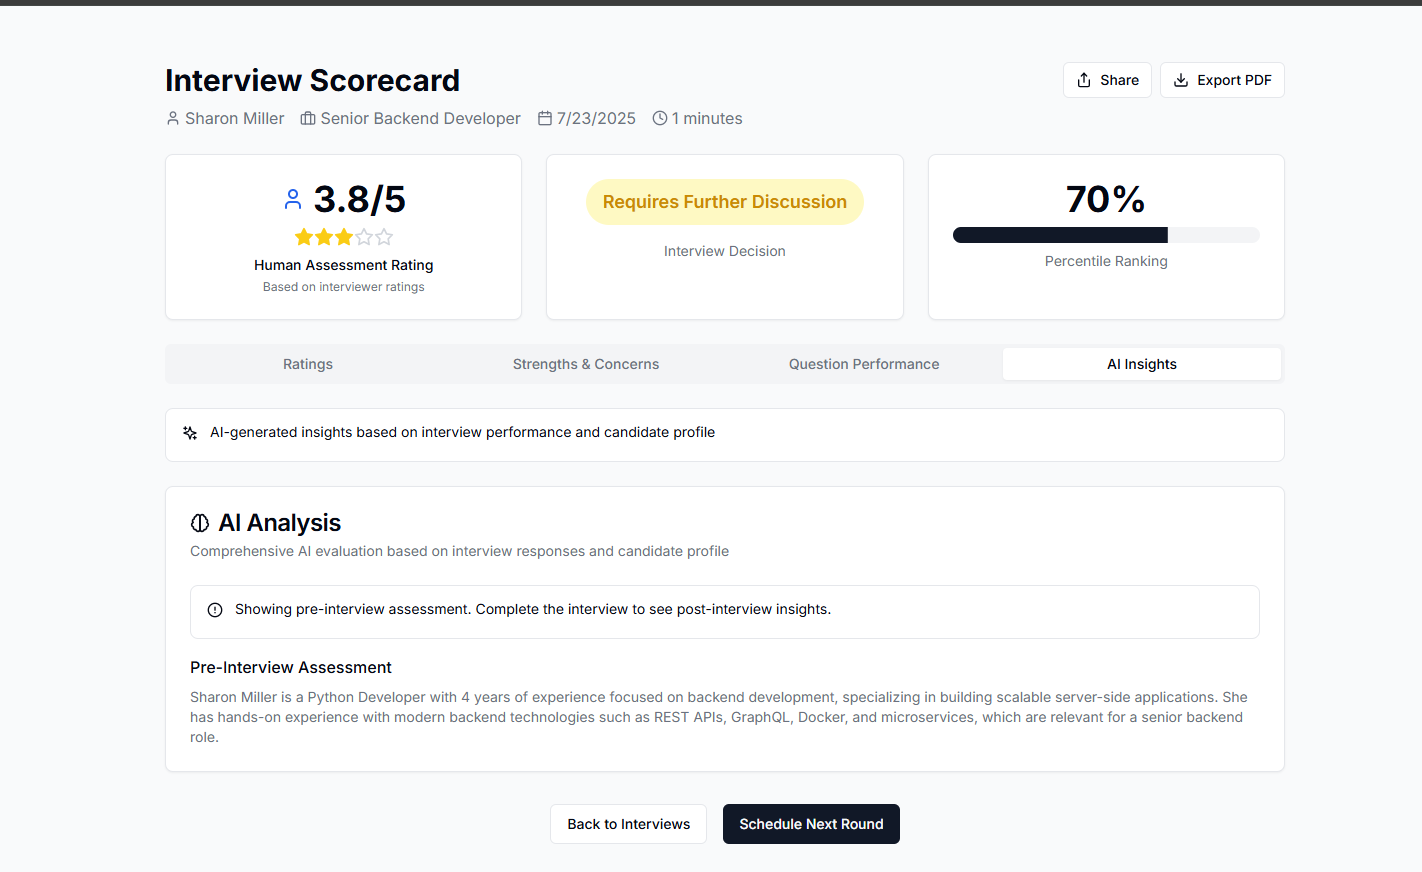 Interview Scorecard
Share
Export PDF
Sharon Miller
Senior Backend Developer
7/23/2025
1 minutes
3.8/5
Human Assessment Rating
Based on interviewer ratings
Requires Further Discussion
Interview Decision
70%
Percentile Ranking
Ratings
Strengths & Concerns
Question Performance
AI Insights
AI-generated insights based on interview performance and candidate profile
AI Analysis
Comprehensive AI evaluation based on interview responses and candidate profile
Showing pre-interview assessment. Complete the interview to see post-interview insights.
Pre-Interview Assessment
Sharon Miller is a Python Developer with 4 years of experience focused on backend development, specializing in building scalable server-side applications. She
has hands-on experience with modern backend technologies such as REST APIs, GraphQL, Docker, and microservices, which are relevant for a senior backend
role.
Back to Interviews
Schedule Next Round